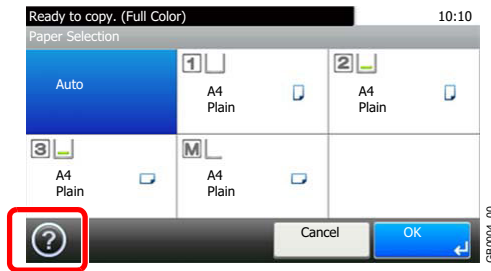 Ready to copy. (Full Color) 10:10
Paper Selection
Auto
1
A4
Plain
2
A4
Plain
3
A4
Plain
M
A4
Plain
?
Cancel
OK
GB0004_00